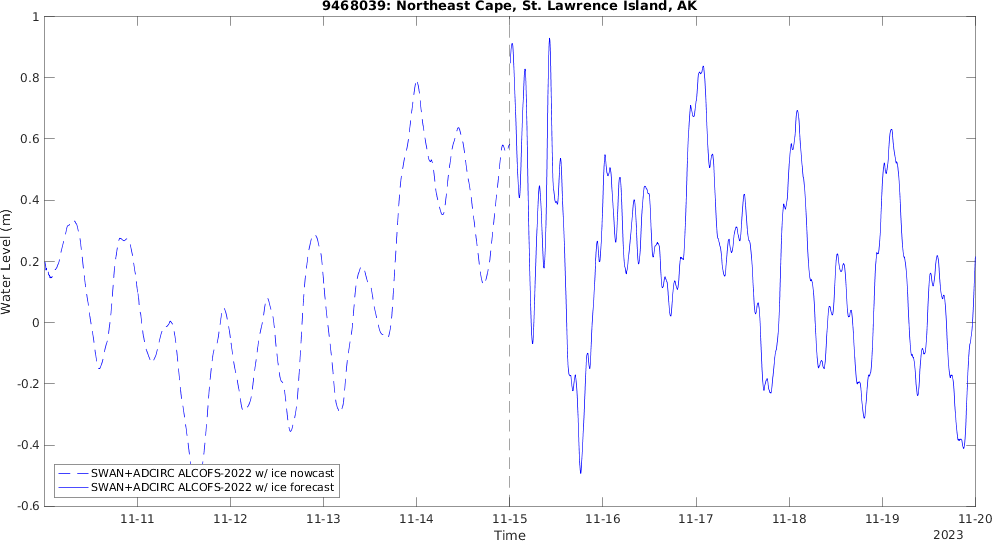 9468039: Northeast Cape, St. Lawrence Island, AK
1
0.8
0.6
0.4
0.2
0
-0.2
-0.4
-0.6
Water Level (m)
SWAN+ADCIRC ALCOFS-2022 w/ ice nowcast
SWAN+ADCIRC ALCOFS-2022 w/ ice forecast
11-11 11-12 11-13 11-14 11-15 11-16 11-17 11-18 11-19 11-20
Time
2023